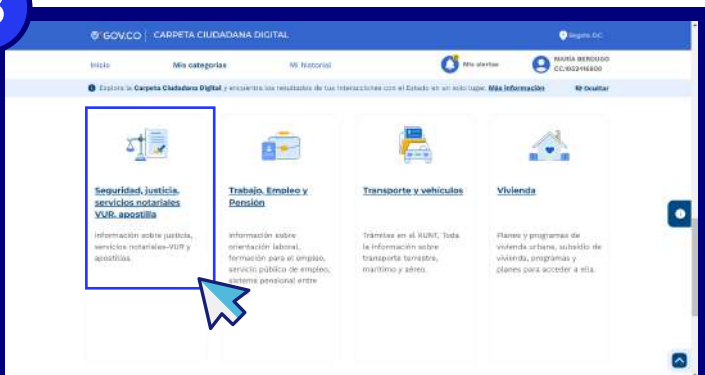 GOV.CO | CARPETA CIUDADANA DIGITAL
Bogotá, D.C.
Inicio
Mis categorías
Mi historial
Mis alertas
MARÍA BERDUGO
Explora la Carpeta Ciudadana Digital y encuentra los resultados de tus interacciones con el Estado en un solo lugar. Más información
Ocultar
Seguridad, justicia,
servicios notariales
VUR, apostilla
Información sobre justicia,
servicios notariales-VUR y
apostillas.
Trabajo, Empleo y
Pensión
Información sobre
orientación laboral,
formación para el empleo,
servicio público de empleo,
sistema pensional entre
Transporte y vehículos
Trámites en el RUNT. Toda
la información sobre
transporte terrestre,
marítimo y aéreo.
Vivienda
Planes y programas de
vivienda urbana, subsidio de
vivienda, programas y
planes para acceder a ella.